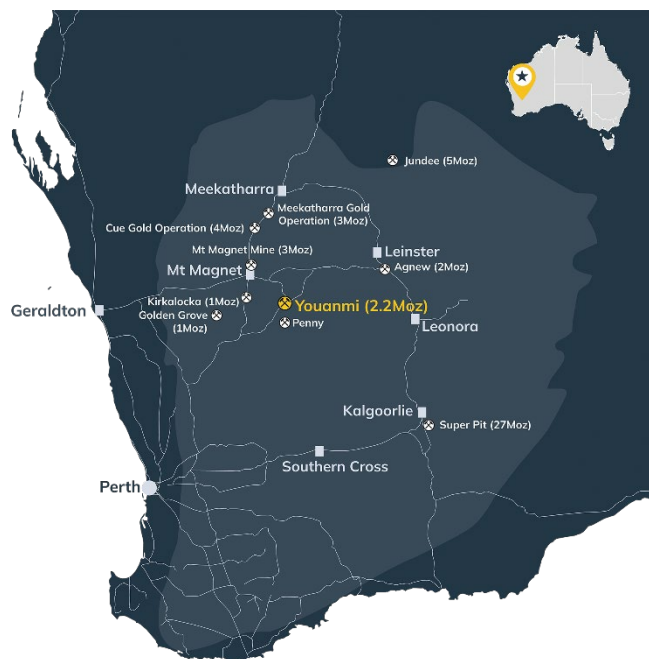 Jundee (5Moz)
Meekatharra
Meekatharra Gold
Operation (3Moz)
Cue Gold Operation (4Moz)
Mt Magnet Mine (3Moz)
Leinster
Mt Magnet
Agnew (2Moz)
Kirkalocka (1Moz)
Youanmi (2.2Moz)
Geraldton
Golden Grove
(1Moz)
Penny
Leonora
Kalgoorlie
Super Pit (27Moz)
Southern Cross
Perth